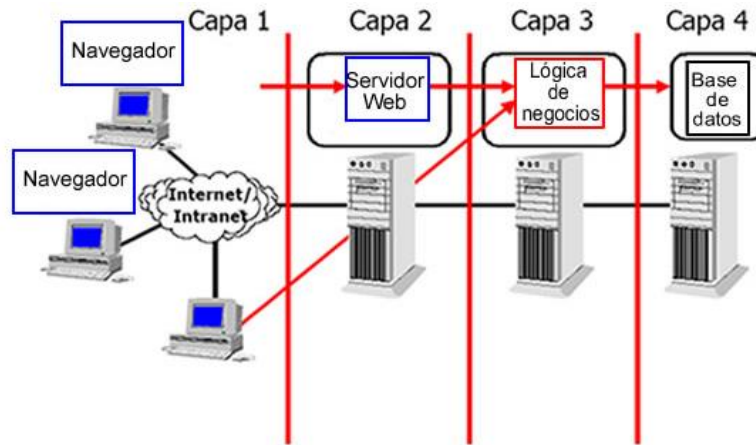 Capa 1
Capa 2
Capa 3
Capa 4
Navegador
Servidor
Web
Lógica
de
negocios
Base
de
datos
Navegador
Internet/
Intranet